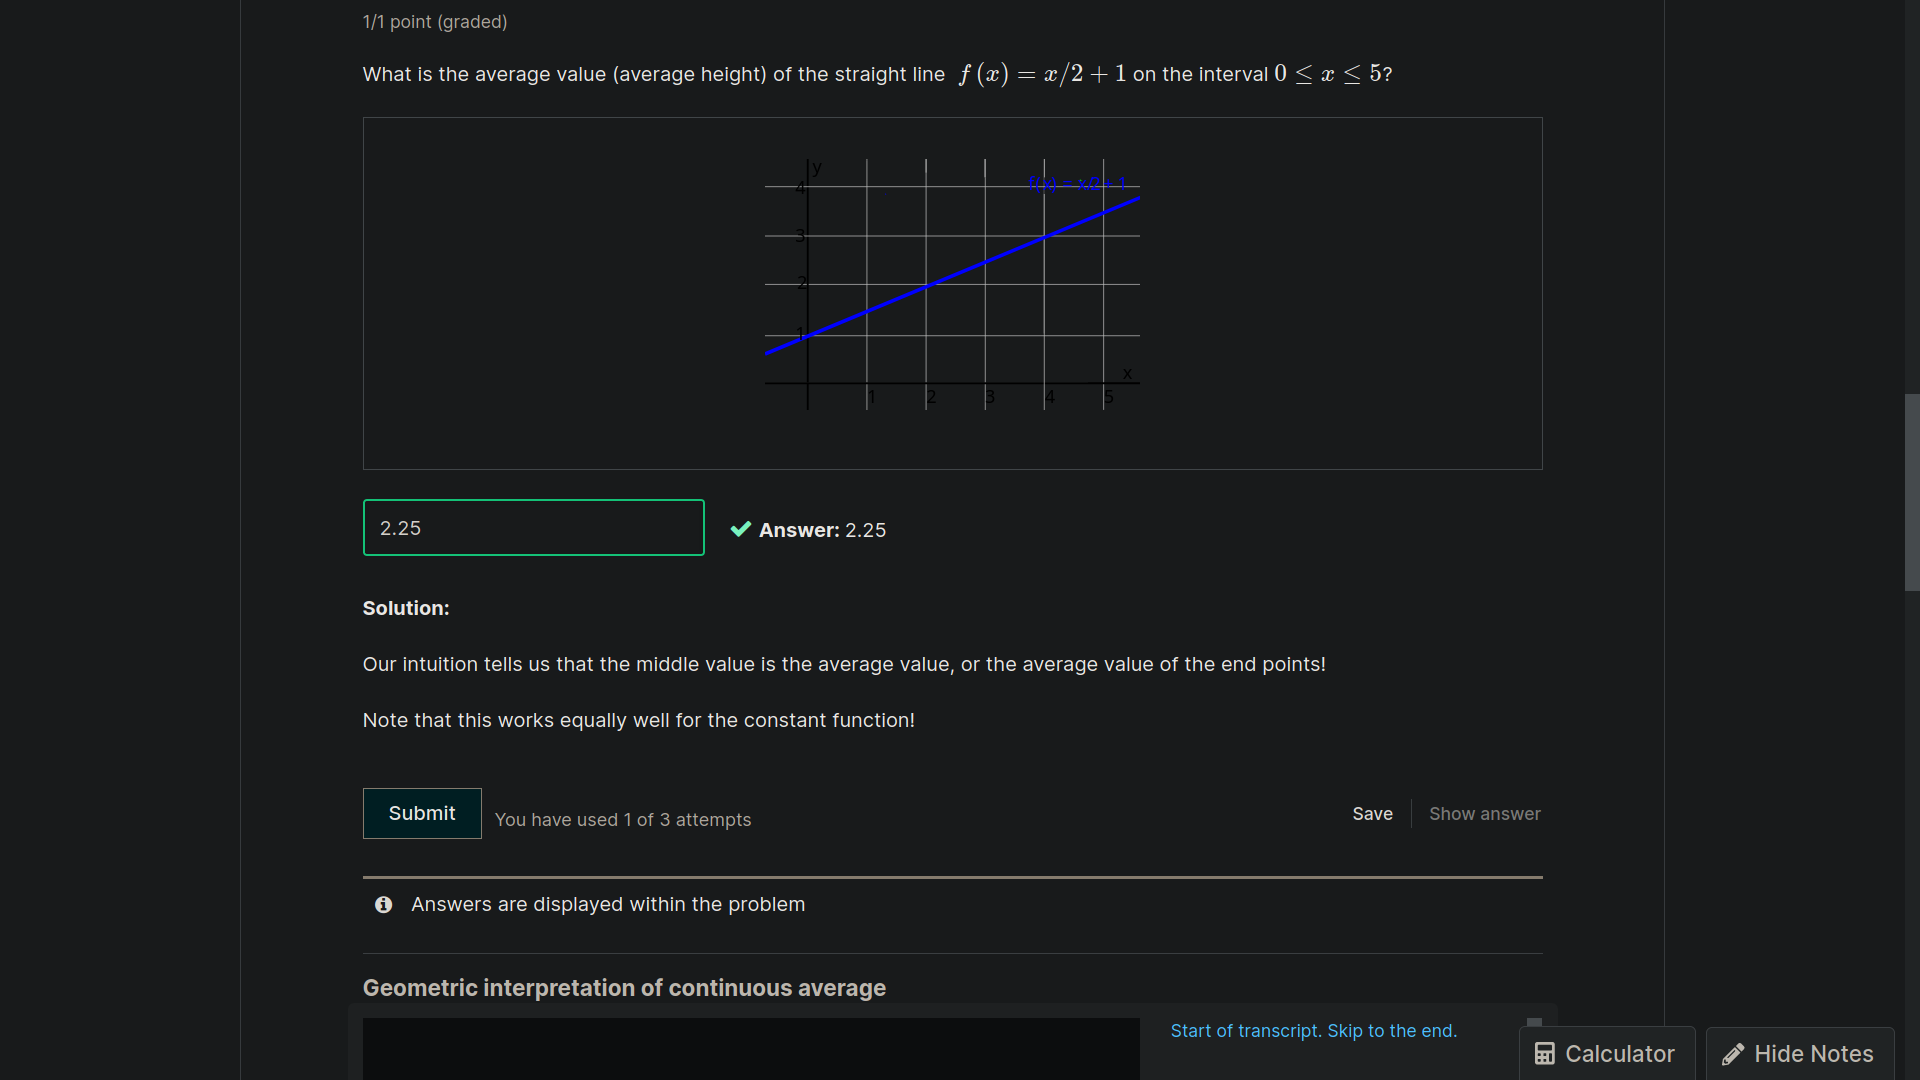 1/1 point (graded)
What is the average value (average height) of the straight line f (x) = x/2 + 1 on the interval 0 ≤ x ≤ 5?
y
f(x) = x/2 + 1
4
3
2
1
x
1 2 3 4 5
2.25
Answer: 2.25
Solution:
Our intuition tells us that the middle value is the average value, or the average value of the end points!
Note that this works equally well for the constant function!
Submit
You have used 1 of 3 attempts
Save
Show answer
Answers are displayed within the problem
Geometric interpretation of continuous average
Start of transcript. Skip to the end.
Calculator
Hide Notes